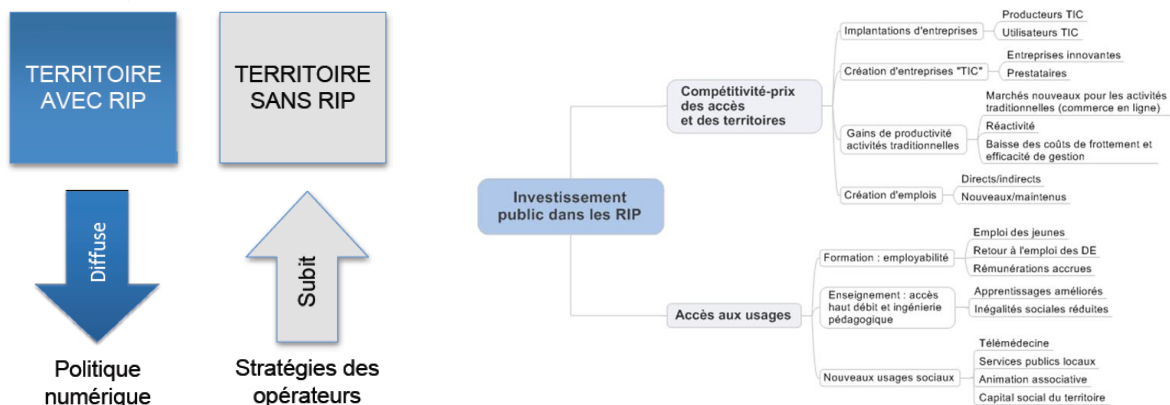 TERRITOIRE
AVEC RIP
Diffuse
Politique
numérique
TERRITOIRE
SANS RIP
Subit
Stratégies des
opérateurs
Investissement
public dans les RIP
Compétitivité-prix
des accès
et des territoires
Implantations d'entreprises
Producteurs TIC
Utilisateurs TIC
Création d'entreprises "TIC"
Entreprises innovantes
Prestataires
Gains de productivité
activités traditionnelles
Marchés nouveaux pour les activités
traditionnelles (commerce en ligne)
Réactivité
Baisse des coûts de frottement et
efficacité de gestion
Création d'emplois
Directs/indirects
Nouveaux/maintenus
Accès aux usages
Formation : employabilité
Emploi des jeunes
Retour à l'emploi des DE
Rémunérations accrues
Enseignement : accès
haut débit et ingénierie
pédagogique
Apprentissages améliorés
Inégalités sociales réduites
Nouveaux usages sociaux
Télémédecine
Services publics locaux
Animation associative
Capital social du territoire